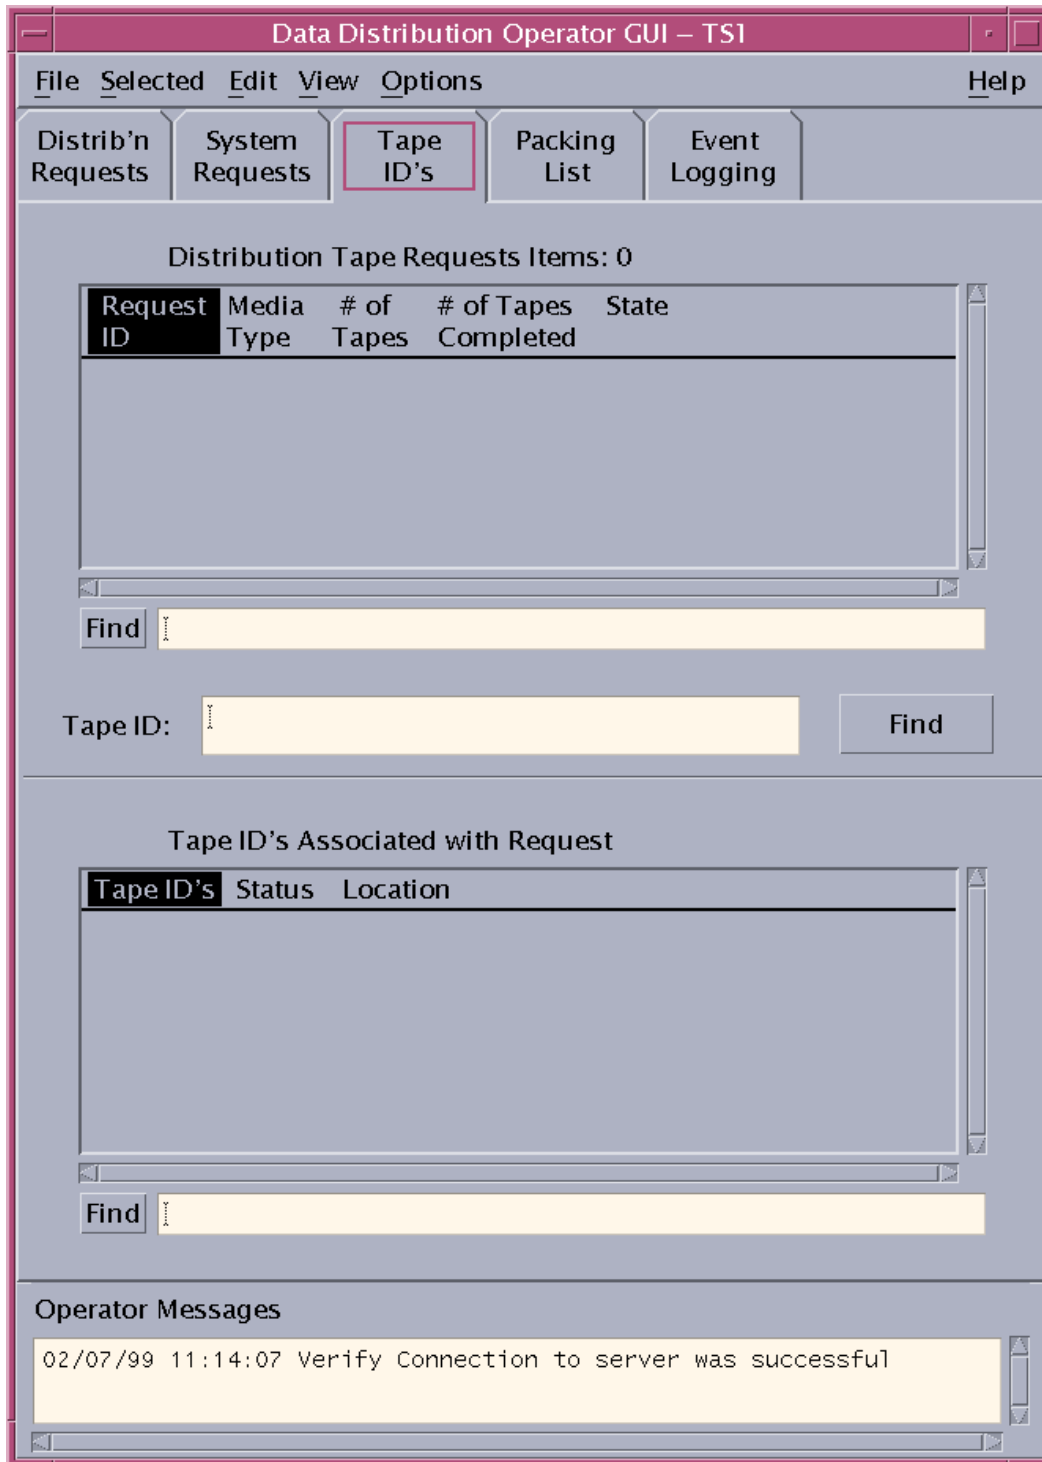 Data Distribution Operator GUI – TS1
File Selected Edit View Options Help
Distrib'n Requests
System Requests
Tape ID's
Packing List
Event Logging
Distribution Tape Requests Items: 0
Request ID
Media Type
# of Tapes
# of Tapes Completed
State
Find
Tape ID:
Find
Tape ID's Associated with Request
Tape ID's Status Location
Find
Operator Messages
02/07/99 11:14:07 Verify Connection to server was successful